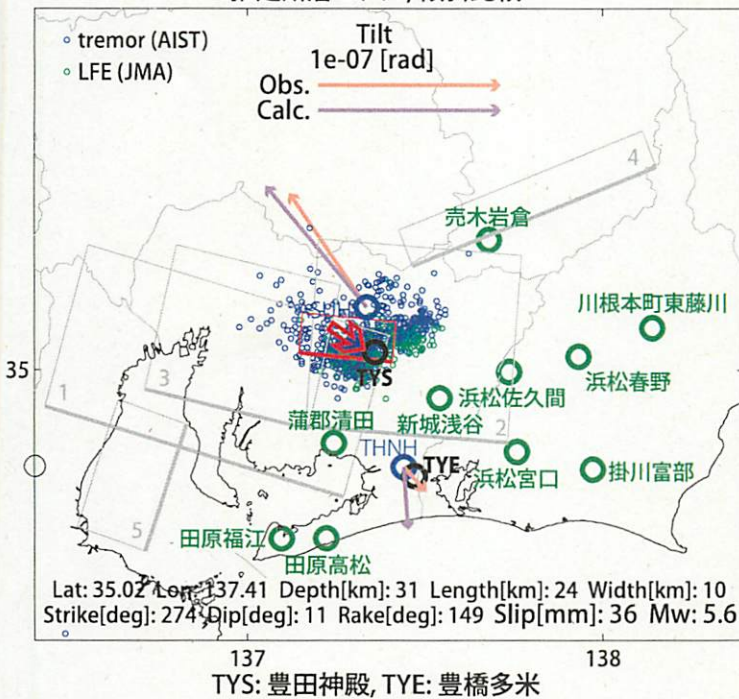 tremor (AIST)
LFE (JMA)
Tilt
1e-07 [rad]
Obs.
Calc.
4
売木岩倉
川根本町東藤川
35
TYS
1
3
浜松佐久間
浜松春野
蒲郡清田
新城浅谷
2
THNH
TYE
浜松宮口
掛川富部
5
田原福江
田原高松
Lat: 35.02 Lon: 137.41 Depth[km]: 31 Length[km]: 24 Width[km]: 10
Strike[deg]: 274 Dip[deg]: 11 Rake[deg]: 149 Slip[mm]: 36 Mw: 5.6
137
138
TYS: 豊田神殿, TYE: 豊橋多米